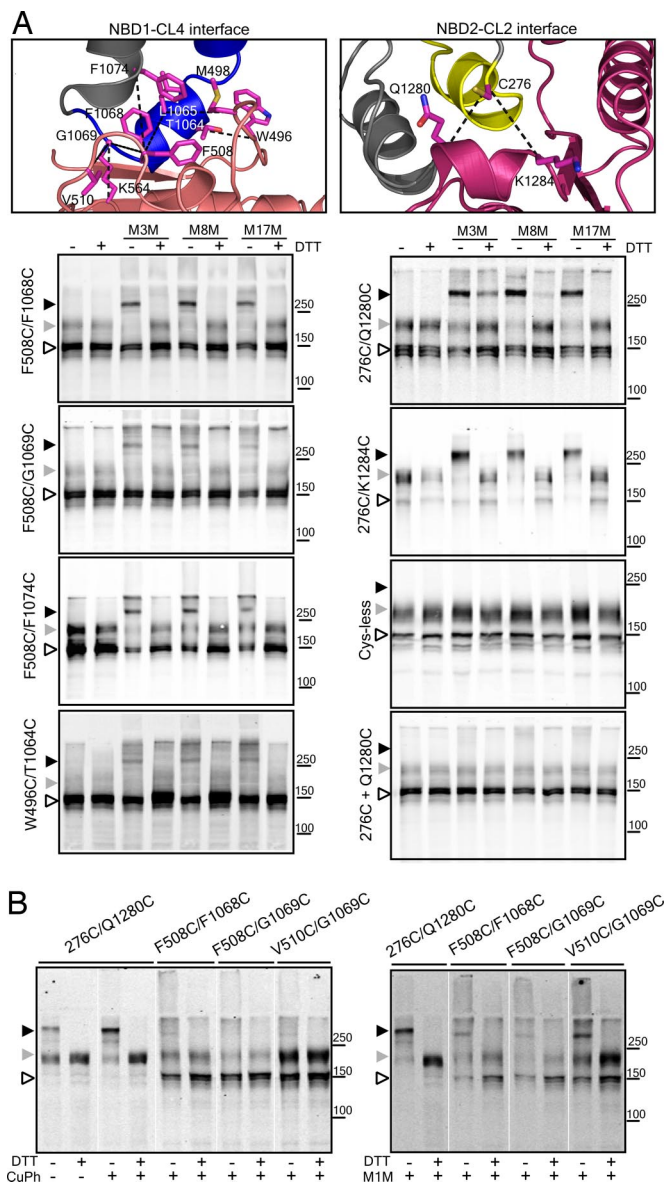 A
NBD1-CL4 interface
NBD2-CL2 interface
F1074
M498
L1065
F1068
T1064
G1069
W496
F508
V510
K564
Q1280
C276
K1284
M3M M8M M17M
- + - + - + - + DTT
F508C/F1068C
250
150
100
F508C/G1069C
250
150
100
F508C/F1074C
250
150
100
W496C/T1064C
250
150
100
M3M M8M M17M
- + - + - + - + DTT
276C/Q1280C
250
150
100
276C/K1284C
250
150
100
Cys-less
250
150
100
276C + Q1280C
250
150
100
B
276C/Q1280C F508C/F1068C F508C/G1069C V510C/G1069C
250
150
100
DTT - + - + - + - + - +
CuPh - - + + + + + + + +
276C/Q1280C F508C/F1068C F508C/G1069C V510C/G1069C
250
150
100
DTT - + - + - + - +
M1M + + + + + + + +